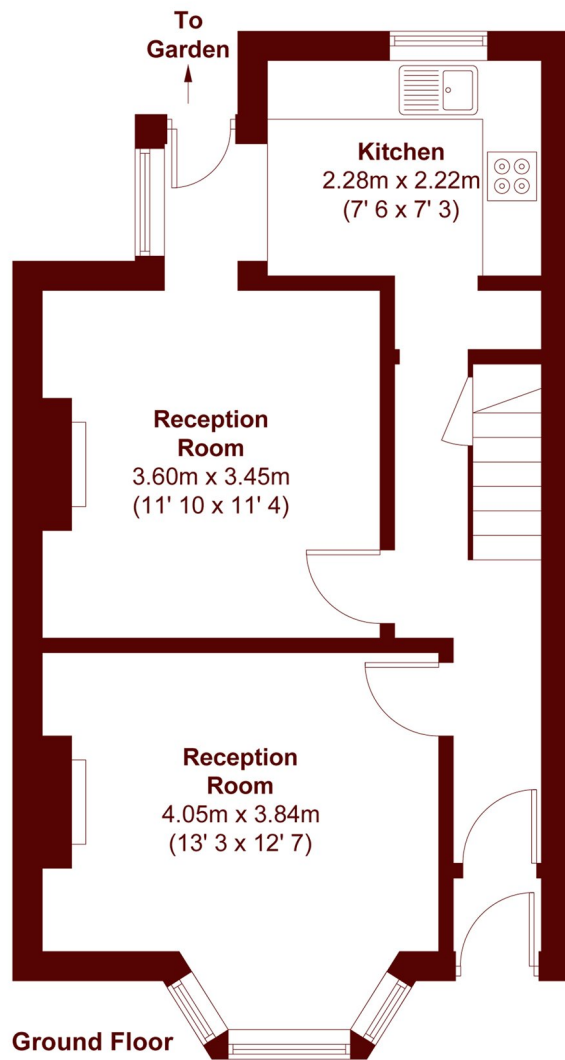 To
Garden
Kitchen
2.28m x 2.22m
(7' 6 x 7' 3)
Reception
Room
3.60m x 3.45m
(11' 10 x 11' 4)
Reception
Room
4.05m x 3.84m
(13' 3 x 12' 7)
Ground Floor